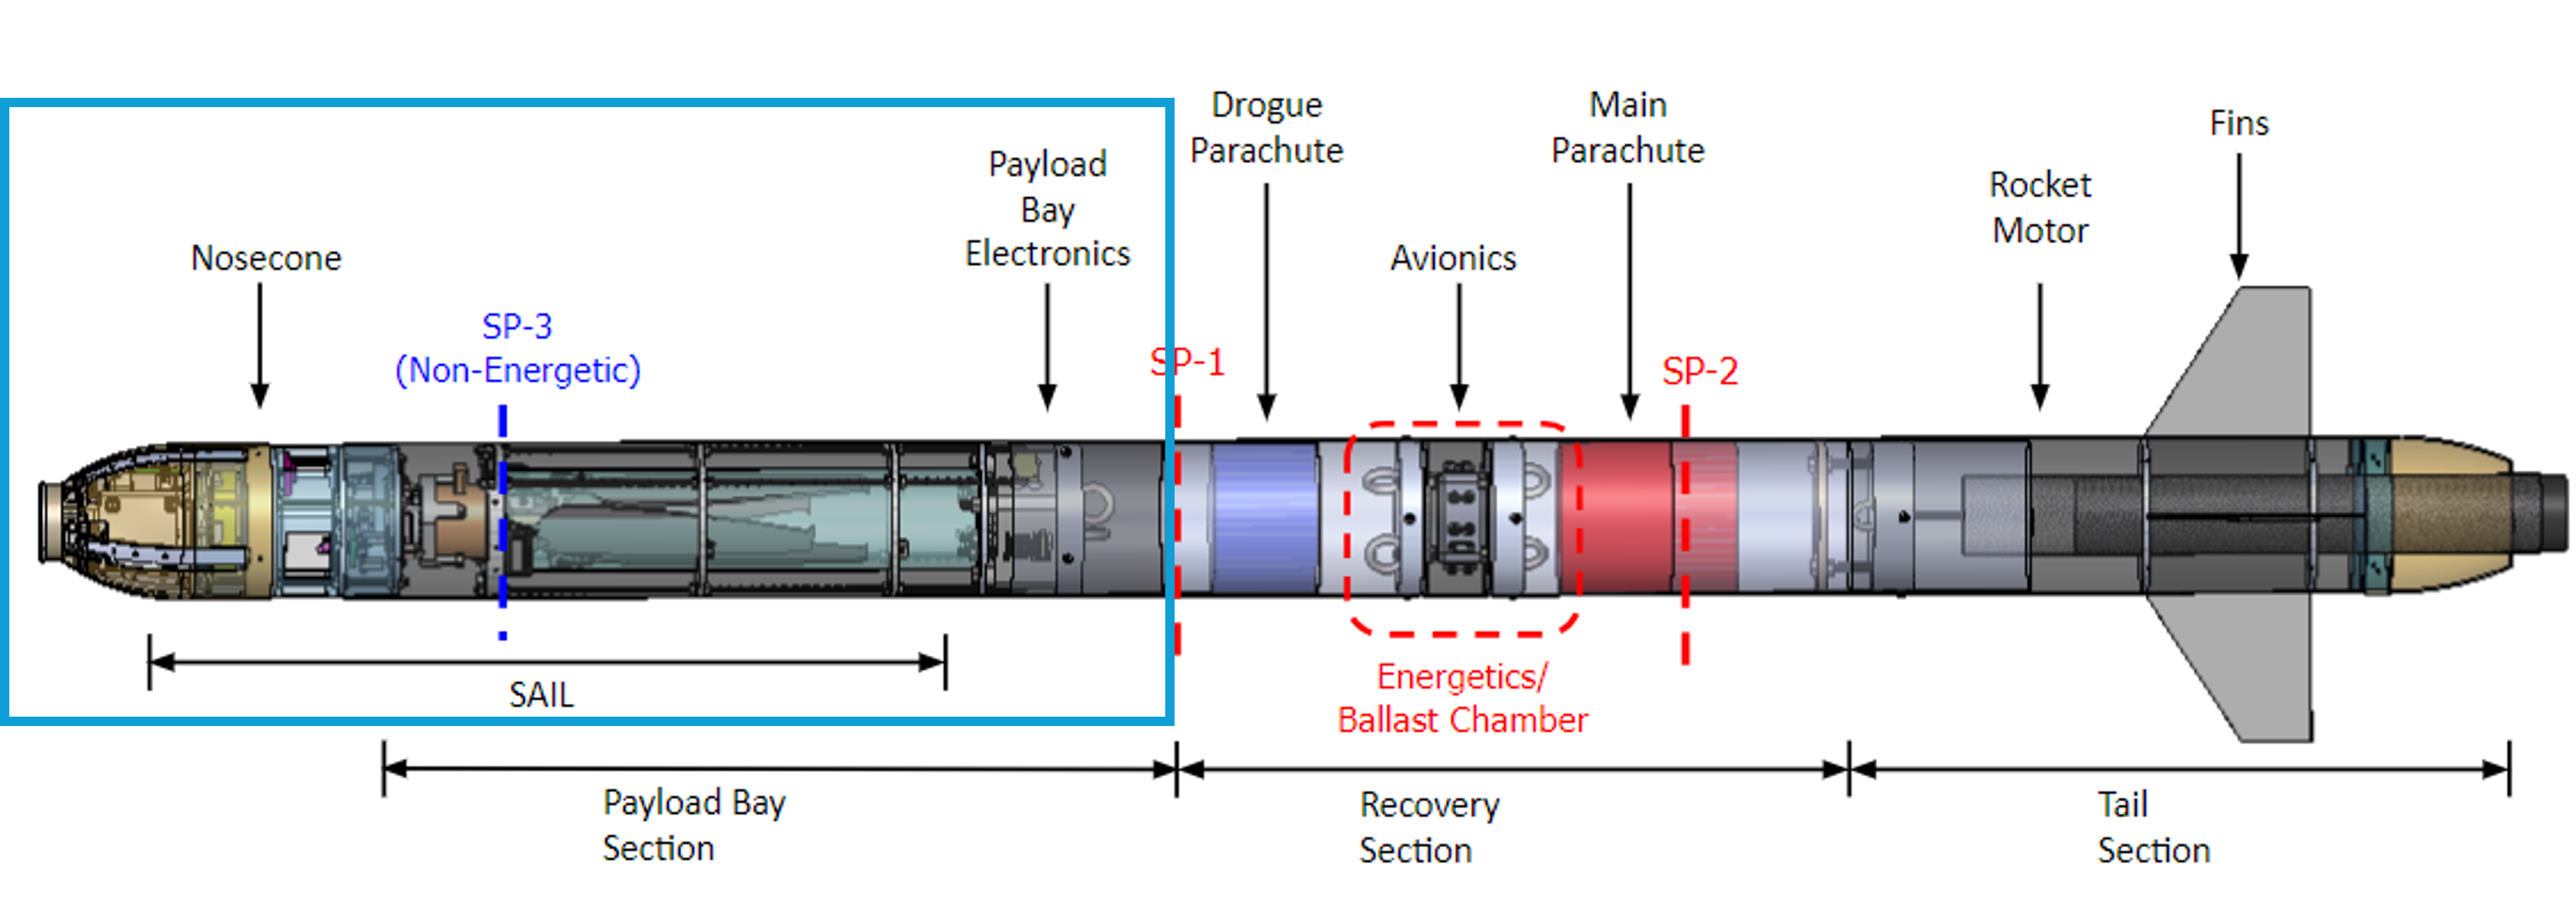 Drogue
Parachute
Main
Parachute
Fins
Payload
Bay
Electronics
Rocket
Motor
Nosecone
Avionics
SP-3
(Non-Energetic)
SP-1
SP-2
SAIL
Energetics/
Ballast Chamber
Payload Bay
Section
Recovery
Section
Tail
Section